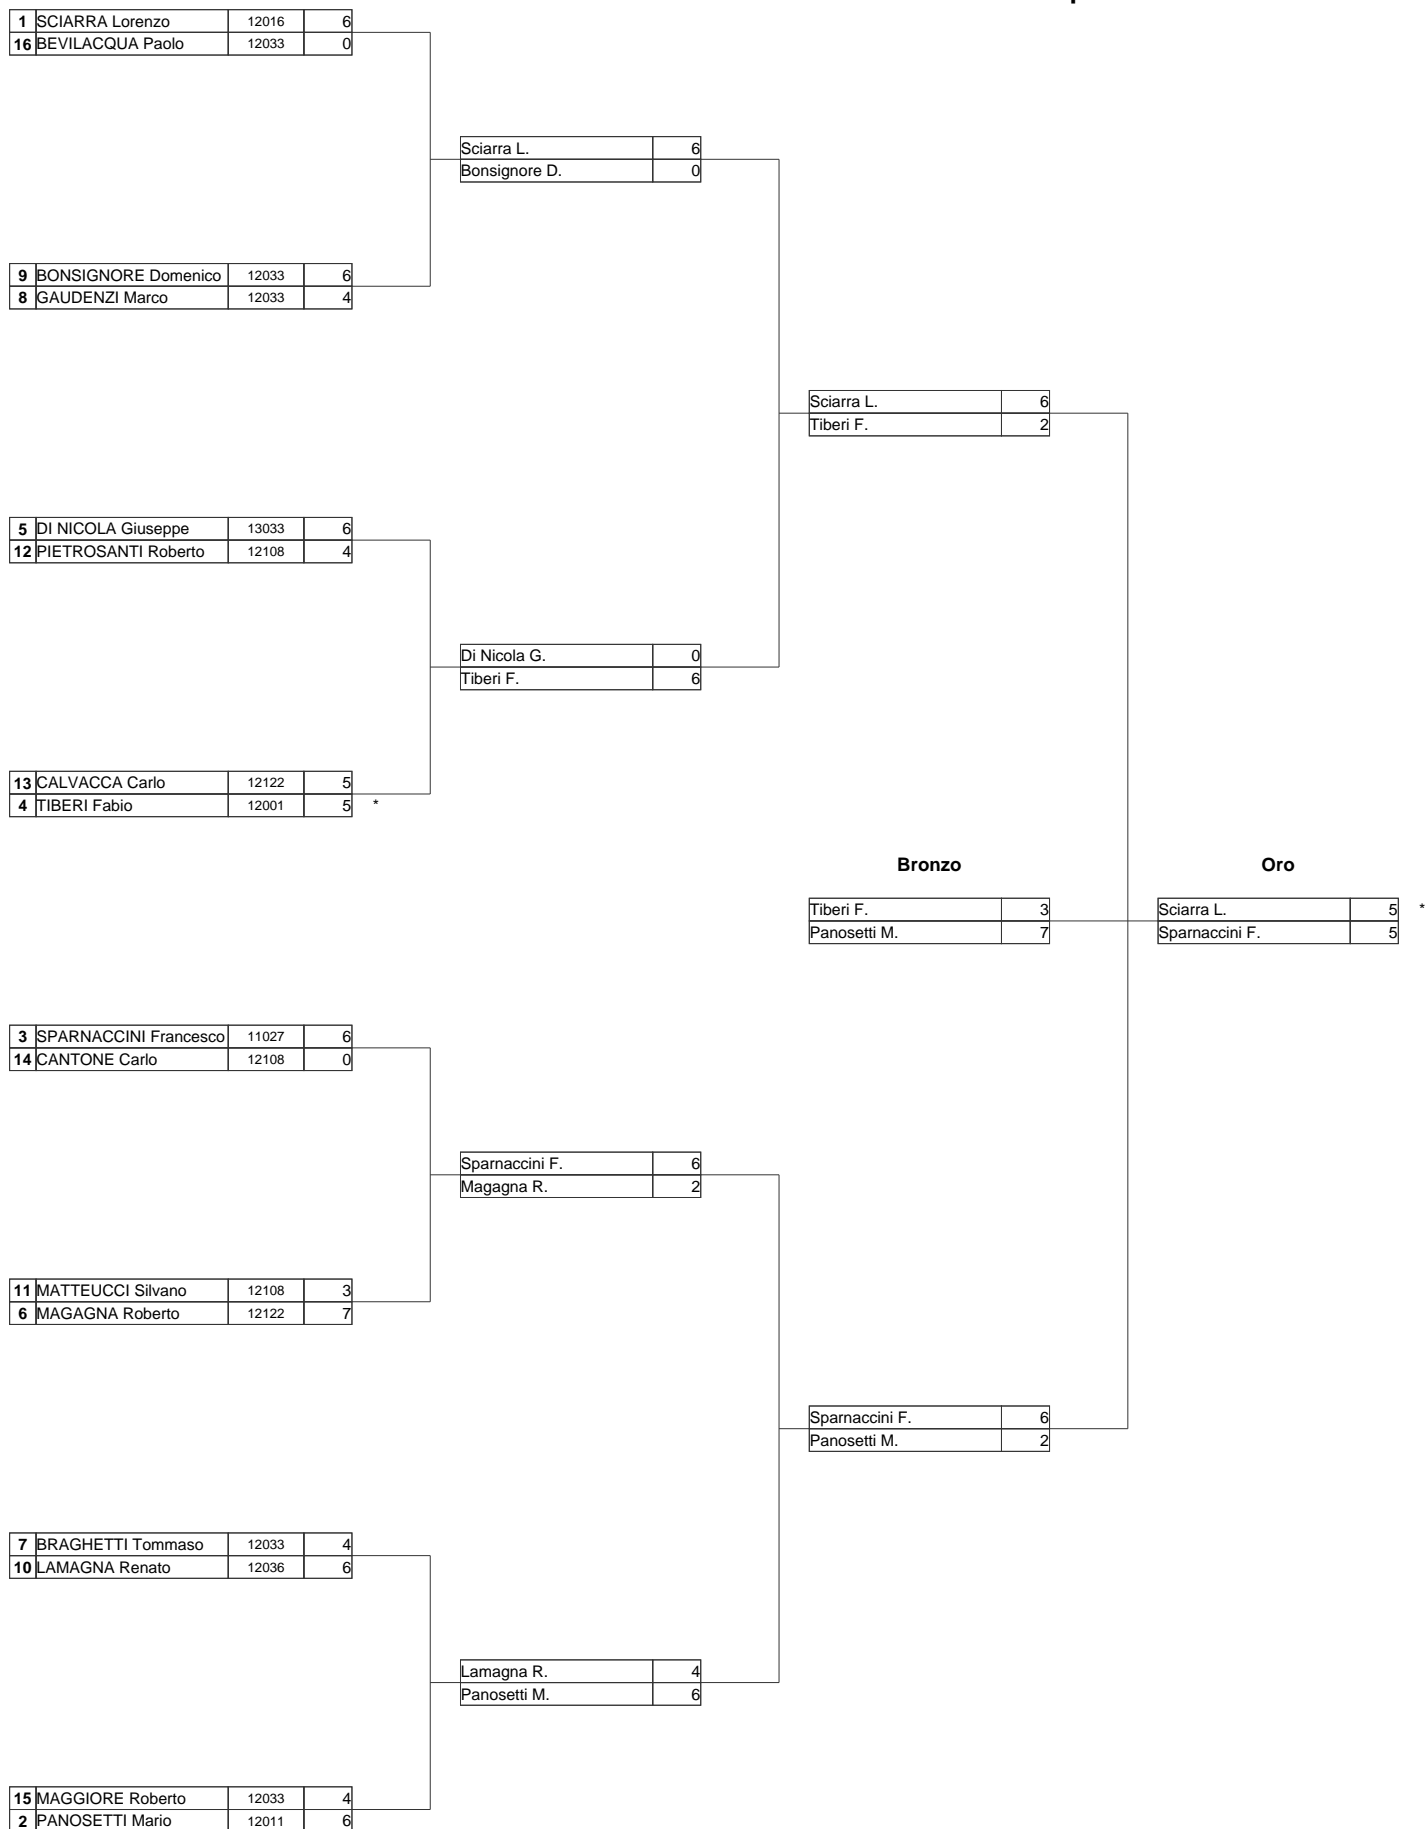 1 SCIARRA Lorenzo 12016 6
16 BEVILACQUA Paolo 12033 0
Sciarra L. 6
Bonsignore D. 0
9 BONSIGNORE Domenico 12033 6
8 GAUDENZI Marco 12033 4
Sciarra L. 6
Tiberi F. 2
5 DI NICOLA Giuseppe 13033 6
12 PIETROSANTI Roberto 12108 4
Di Nicola G. 0
Tiberi F. 6
13 CALVACCA Carlo 12122 5
4 TIBERI Fabio 12001 5 *
Bronzo Oro
Tiberi F. 3 Sciarra L. 5 *
Panosetti M. 7 Sparnaccini F. 5
3 SPARNACCINI Francesco 11027 6
14 CANTONE Carlo 12108 0
Sparnaccini F. 6
Magagna R. 2
11 MATTEUCCI Silvano 12108 3
6 MAGAGNA Roberto 12122 7
Sparnaccini F. 6
Panosetti M. 2
7 BRAGHETTI Tommaso 12033 4
10 LAMAGNA Renato 12036 6
Lamagna R. 4
Panosetti M. 6
15 MAGGIORE Roberto 12033 4
2 PANOSETTI Mario 12011 6